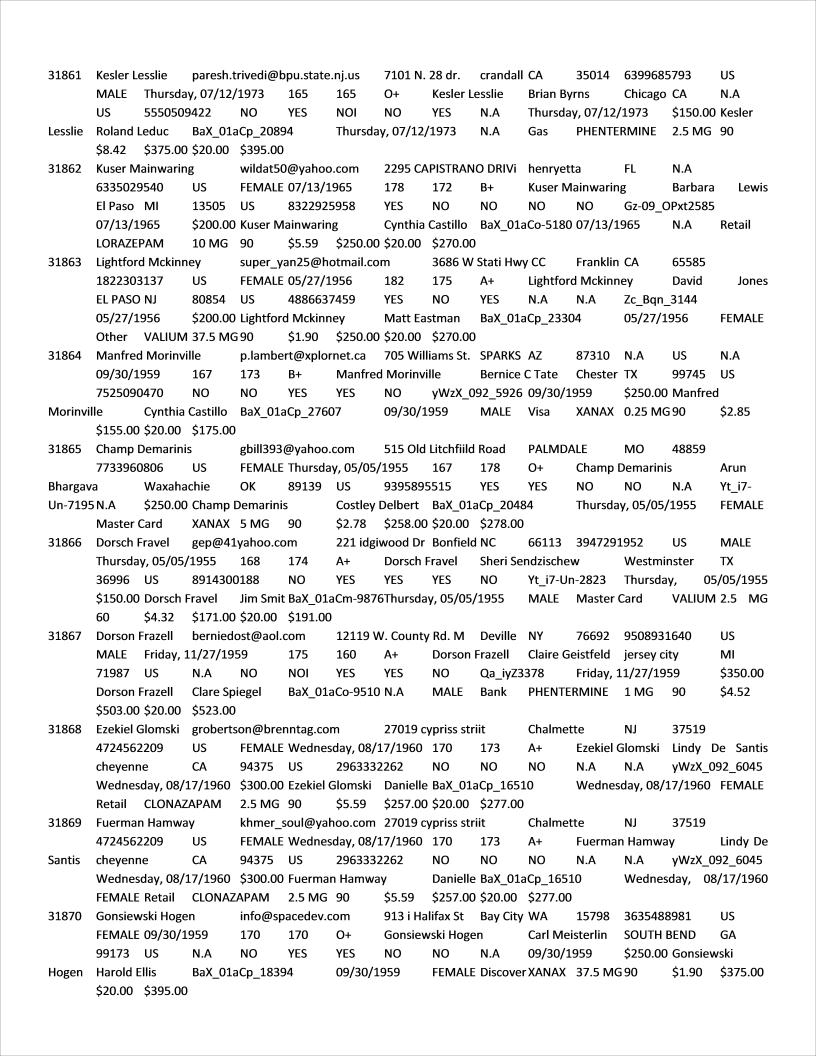 31861 Kesler Lesslie paresh.trivedi@bpu.state.nj.us 7101 N. 28 dr. crandall CA 35014 6399685793 US
MALE Thursday, 07/12/1973 165 165 O+ Kesler Lesslie Brian Byrns Chicago CA N.A
US 5550509422 NO YES NOI NO YES N.A Thursday, 07/12/1973 $150.00 Kesler
Lesslie Roland Leduc BaX_01aCp_20894 Thursday, 07/12/1973 N.A Gas PHENTERMINE 2.5 MG 90
$8.42 $375.00 $20.00 $395.00
31862 Kuser Mainwaring wildat50@yahoo.com 2295 CAPISTRANO DRIVi henryetta FL N.A
6335029540 US FEMALE 07/13/1965 178 172 B+ Kuser Mainwaring Barbara Lewis
El Paso MI 13505 US 8322925958 YES NO NO NO NO Gz-09_OPxt2585
07/13/1965 $200.00 Kuser Mainwaring Cynthia Castillo BaX_01aCo-5180 07/13/1965 N.A Retail
LORAZEPAM 10 MG 90 $5.59 $250.00 $20.00 $270.00
31863 Lightford Mckinney super_yan25@hotmail.com 3686 W Stati Hwy CC Franklin CA 65585
1822303137 US FEMALE 05/27/1956 182 175 A+ Lightford Mckinney David Jones
EL PASO NJ 80854 US 4886637459 YES NO YES N.A N.A Zc_Bqn_3144
05/27/1956 $200.00 Lightford Mckinney Matt Eastman BaX_01aCp_23304 05/27/1956 FEMALE
Other VALIUM 37.5 MG 90 $1.90 $250.00 $20.00 $270.00
31864 Manfred Morinville p.lambert@xplornet.ca 705 Williams St. SPARKS AZ 87310 N.A US N.A
09/30/1959 167 173 B+ Manfred Morinville Bernice C Tate Chester TX 99745 US
7525090470 NO NO YES YES NO yWzX_092_5926 09/30/1959 $250.00 Manfred
Morinville Cynthia Castillo BaX_01aCp_27607 09/30/1959 MALE Visa XANAX 0.25 MG 90 $2.85
$155.00 $20.00 $175.00
31865 Champ Demarinis gbill393@yahoo.com 515 Old Litchfiild Road PALMDALE MO 48859
7733960806 US FEMALE Thursday, 05/05/1955 167 178 O+ Champ Demarinis Arun
Bhargava Waxahachie OK 89139 US 9395895515 YES YES NO NO N.A Yt_i7-
Un-7195 N.A $250.00 Champ Demarinis Costley Delbert BaX_01aCp_20484 Thursday, 05/05/1955 FEMALE
Master Card XANAX 5 MG 90 $2.78 $258.00 $20.00 $278.00
31866 Dorsch Fravel gep@41yahoo.com 221 idgiwood Dr Bonfield NC 66113 3947291952 US MALE
Thursday, 05/05/1955 168 174 A+ Dorsch Fravel Sheri Sendzischew Westminster TX
36996 US 8914300188 NO YES YES YES NO Yt_i7-Un-2823 Thursday, 05/05/1955
$150.00 Dorsch Fravel Jim Smit BaX_01aCm-9876 Thursday, 05/05/1955 MALE Master Card VALIUM 2.5 MG
60 $4.32 $171.00 $20.00 $191.00
31867 Dorson Frazell berniedost@aol.com 12119 W. County Rd. M Deville NY 76692 9508931640 US
MALE Friday, 11/27/1959 175 160 A+ Dorson Frazell Claire Geistfeld jersey city MI
71987 US N.A NO NOI YES YES NO Qa_iyZ3378 Friday, 11/27/1959 $350.00
Dorson Frazell Clare Spiegel BaX_01aCo-9510 N.A MALE Bank PHENTERMINE 1 MG 90 $4.52
$503.00 $20.00 $523.00
31868 Ezekiel Glomski grobertson@brenntag.com 27019 cypriss striit Chalmette NJ 37519
4724562209 US FEMALE Wednesday, 08/17/1960 170 173 A+ Ezekiel Glomski Lindy De Santis
cheyenne CA 94375 US 2963332262 NO NO NO N.A N.A yWzX_092_6045
Wednesday, 08/17/1960 $300.00 Ezekiel Glomski Danielle BaX_01aCp_16510 Wednesday, 08/17/1960 FEMALE
Retail CLONAZAPAM 2.5 MG 90 $5.59 $257.00 $20.00 $277.00
31869 Fuerman Hamway khmer_soul@yahoo.com 27019 cypriss striit Chalmette NJ 37519
4724562209 US FEMALE Wednesday, 08/17/1960 170 173 A+ Fuerman Hamway Lindy De
Santis cheyenne CA 94375 US 2963332262 NO NO NO N.A N.A yWzX_092_6045
Wednesday, 08/17/1960 $300.00 Fuerman Hamway Danielle BaX_01aCp_16510 Wednesday, 08/17/1960
FEMALE Retail CLONAZAPAM 2.5 MG 90 $5.59 $257.00 $20.00 $277.00
31870 Gonsiewski Hogen info@spacedev.com 913 i Halifax St Bay City WA 15798 3635488981 US
FEMALE 09/30/1959 170 170 O+ Gonsiewski Hogen Carl Meisterlin SOUTH BEND GA
99173 US N.A NO YES YES NO NO N.A 09/30/1959 $250.00 Gonsiewski
Hogen Harold Ellis BaX_01aCp_18394 09/30/1959 FEMALE Discover XANAX 37.5 MG 90 $1.90 $375.00
$20.00 $395.00